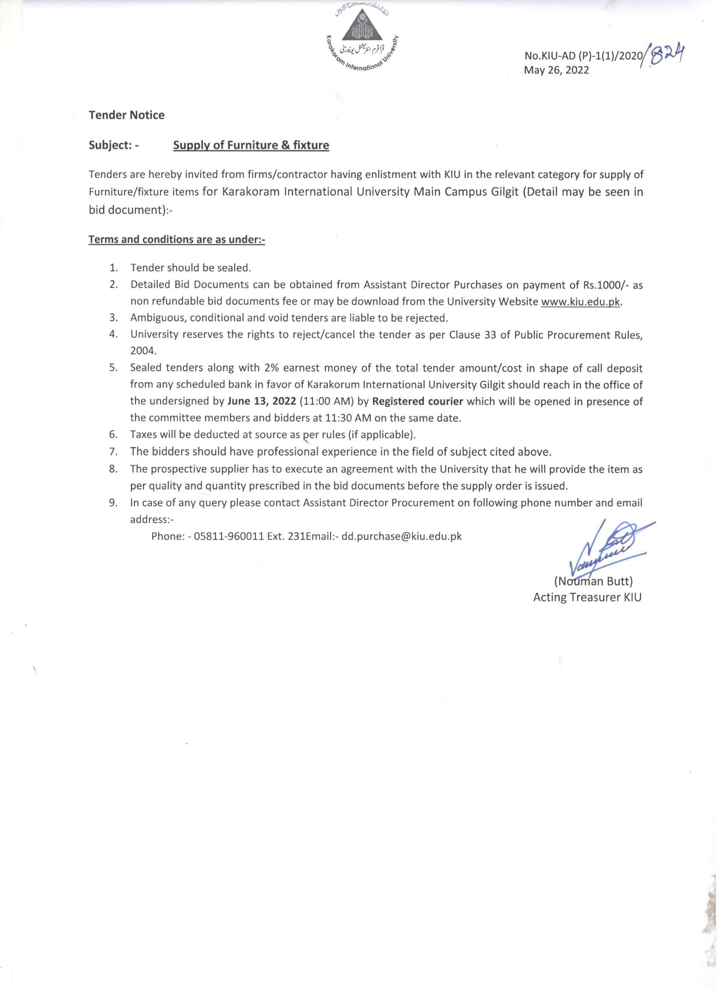 قراقرم انٹرنیشنل یونیورسٹی
Karakoram International University
No.KIU-AD (P)-1(1)/2020/824
May 26, 2022
Tender Notice
Subject: - Supply of Furniture & fixture
Tenders are hereby invited from firms/contractor having enlistment with KIU in the relevant category for supply of
Furniture/fixture items for Karakoram International University Main Campus Gilgit (Detail may be seen in
bid document):-
Terms and conditions are as under:-
1. Tender should be sealed.
2. Detailed Bid Documents can be obtained from Assistant Director Purchases on payment of Rs.1000/- as
non refundable bid documents fee or may be download from the University Website www.kiu.edu.pk.
3. Ambiguous, conditional and void tenders are liable to be rejected.
4. University reserves the rights to reject/cancel the tender as per Clause 33 of Public Procurement Rules,
2004.
5. Sealed tenders along with 2% earnest money of the total tender amount/cost in shape of call deposit
from any scheduled bank in favor of Karakorum International University Gilgit should reach in the office of
the undersigned by June 13, 2022 (11:00 AM) by Registered courier which will be opened in presence of
the committee members and bidders at 11:30 AM on the same date.
6. Taxes will be deducted at source as per rules (if applicable).
7. The bidders should have professional experience in the field of subject cited above.
8. The prospective supplier has to execute an agreement with the University that he will provide the item as
per quality and quantity prescribed in the bid documents before the supply order is issued.
9. In case of any query please contact Assistant Director Procurement on following phone number and email
address:-
Phone: - 05811-960011 Ext. 231Email:- dd.purchase@kiu.edu.pk
(Nouman Butt)
Acting Treasurer KIU